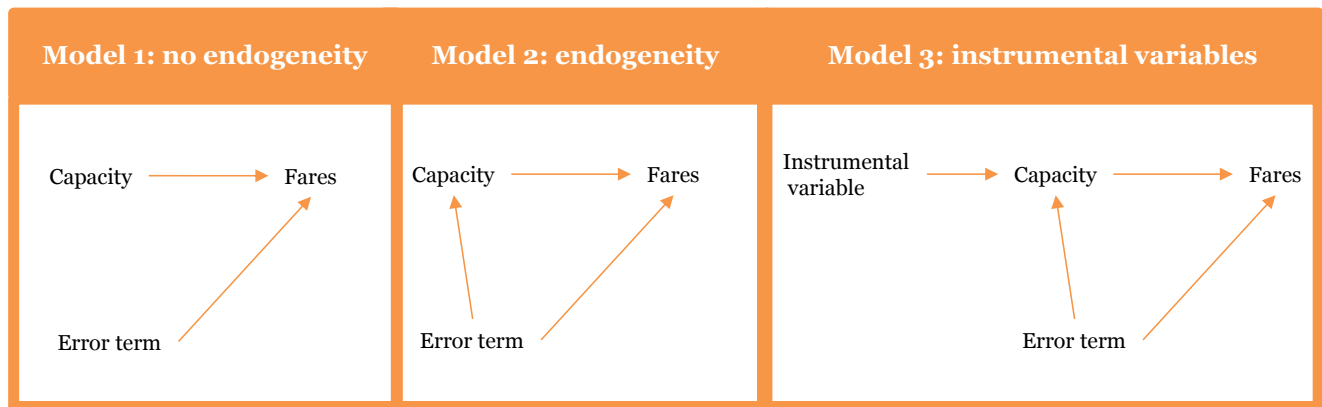 Model 1: no endogeneity
Model 2: endogeneity
Model 3: instrumental variables
Capacity
Fares
Error term
Capacity
Fares
Error term
Instrumental
variable
Capacity
Fares
Error term